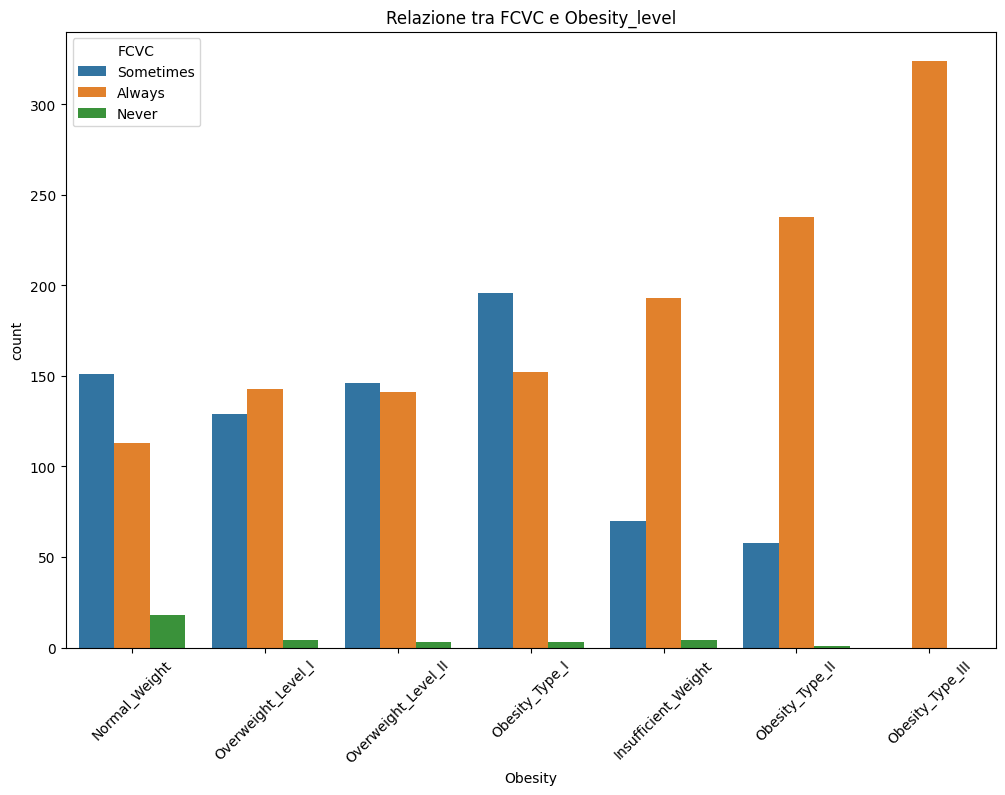 Relazione tra FCVC e Obesity_level
FCVC
Sometimes
Always
Never
300
250
200
150
100
50
0
count
Normal_Weight
Overweight_Level_I
Overweight_Level_II
Obesity_Type_I
Insufficient_Weight
Obesity_Type_II
Obesity_Type_III
Obesity